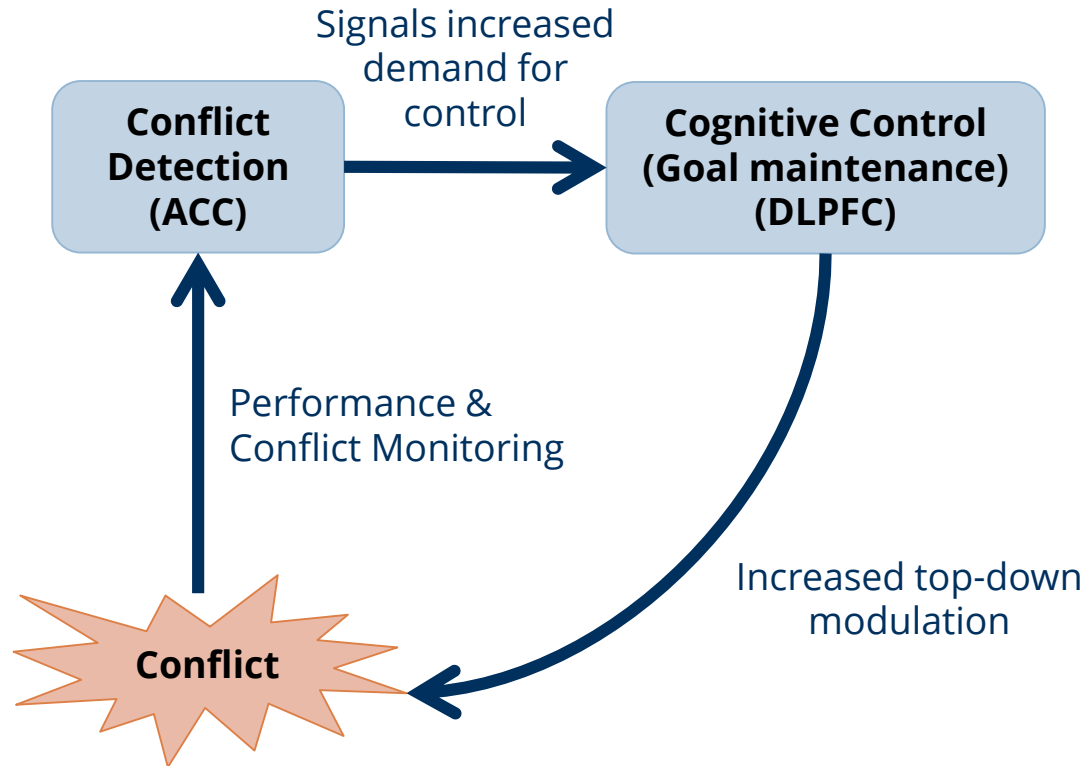 Signals increased
demand for
control
Conflict
Detection
(ACC)
Cognitive Control
(Goal maintenance)
(DLPFC)
Performance &
Conflict Monitoring
Increased top-down
modulation
Conflict